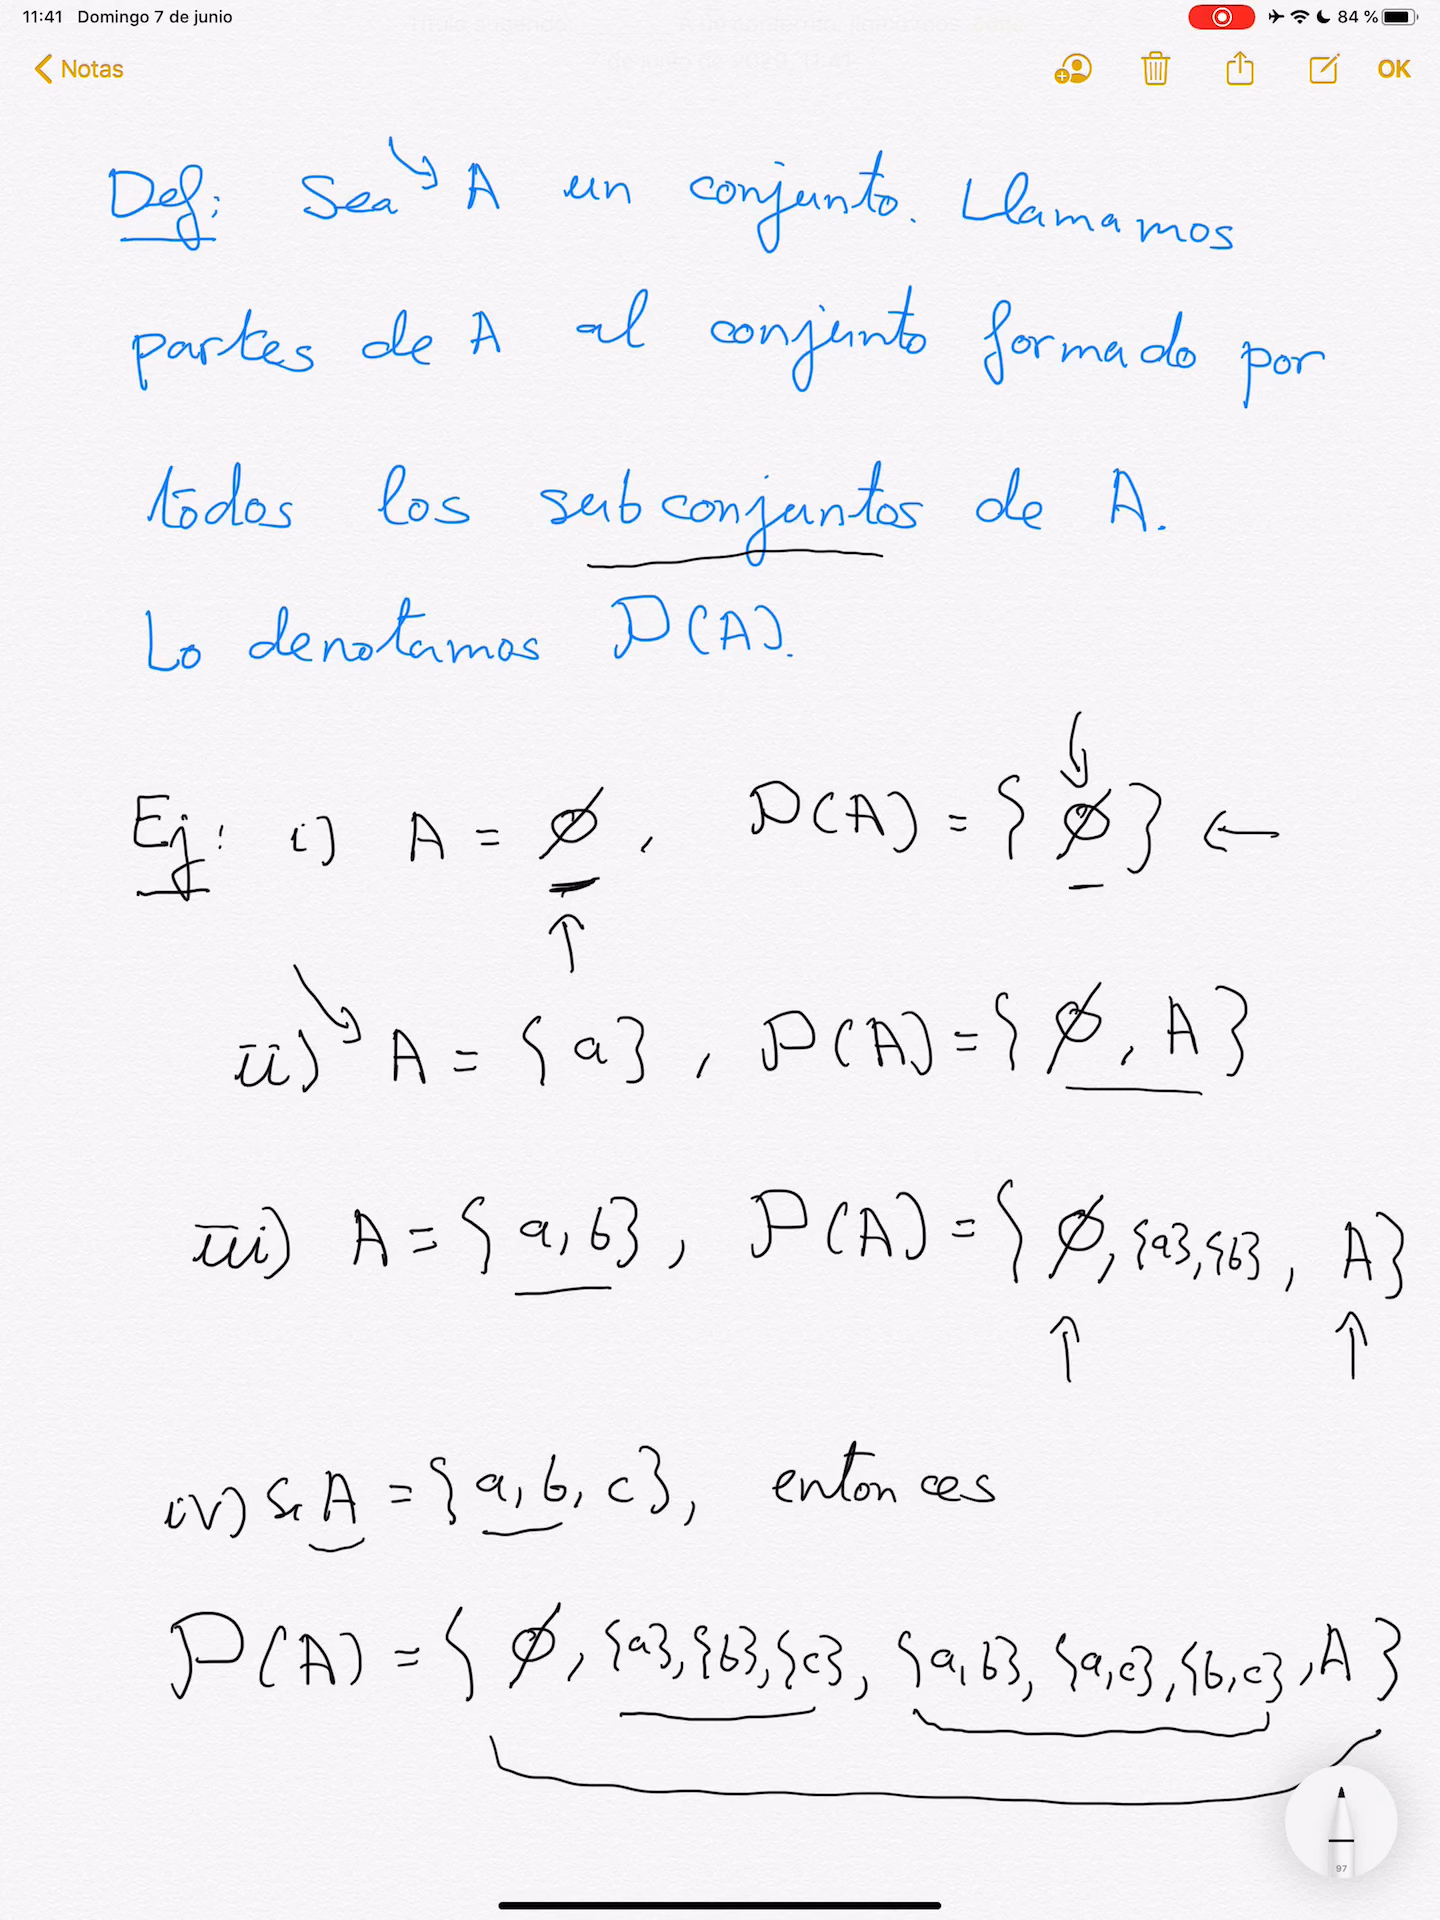 11:41 Domingo 7 de junio 84 %
Notas OK
Def: Sea A un conjunto. Llamamos
partes de A al conjunto formado por
todos los subconjuntos de A.
Lo denotamos P(A).
Ej: i) A = ∅, P(A) = {∅} ←
ii) A = {a}, P(A) = {∅, A}
iii) A = {a, b}, P(A) = {∅, {a}, {b}, A}
iv) Si A = {a, b, c}, entonces
P(A) = {∅, {a}, {b}, {c}, {a, b}, {a, c}, {b, c}, A}
97